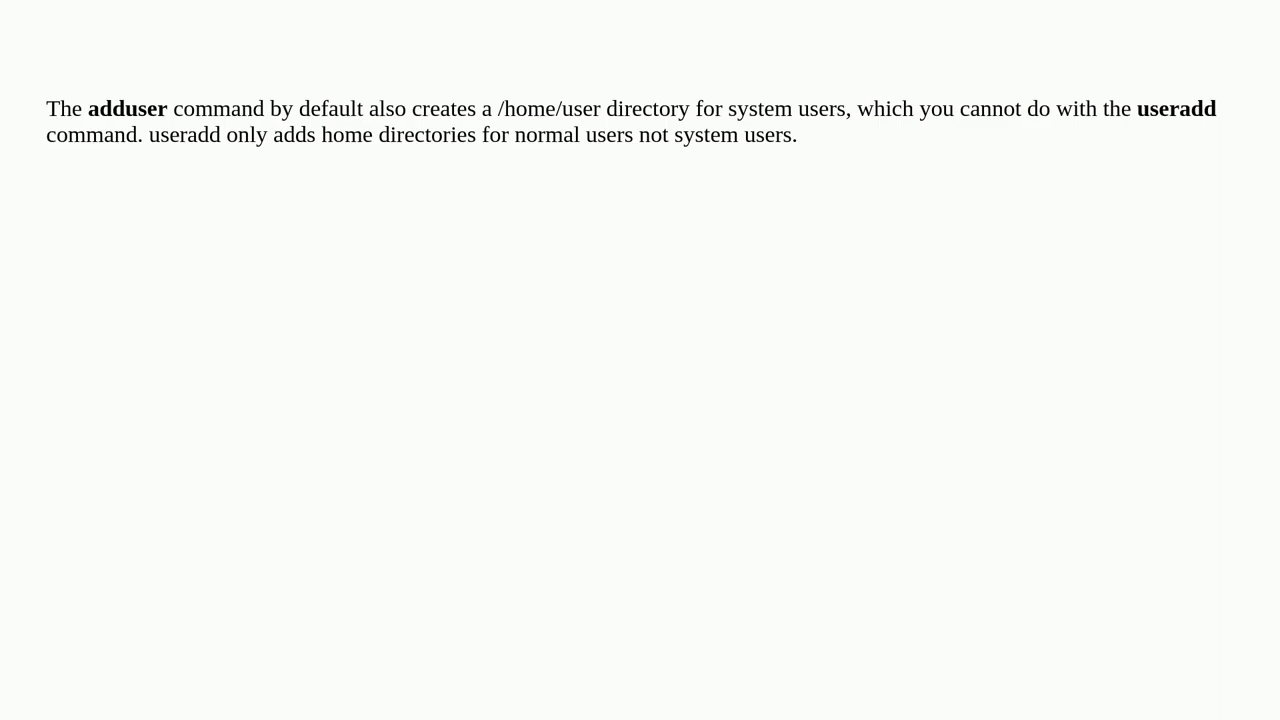 The adduser command by default also creates a /home/user directory for system users, which you cannot do with the useradd
command. useradd only adds home directories for normal users not system users.